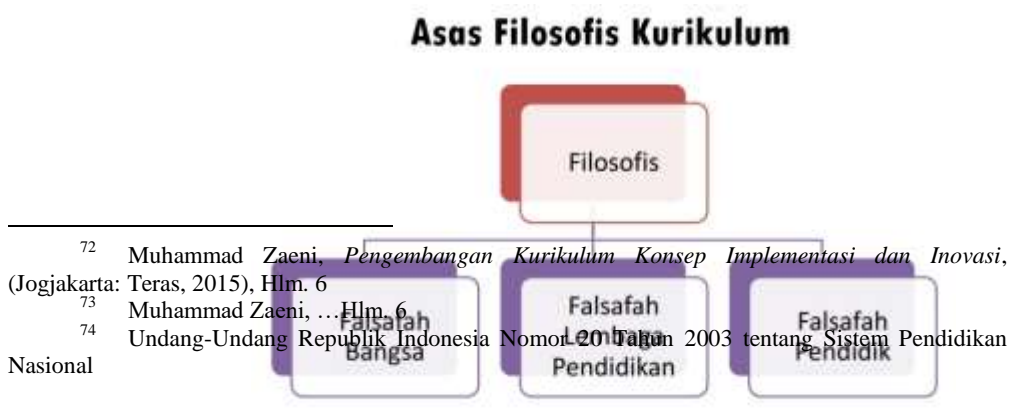 Asas Filosofis Kurikulum
Filosofis
Falsafah
Bangsa
Falsafah
Lembaga
Pendidikan
Falsafah
Pendidik
72 Muhammad Zaeni, Pengembangan Kurikulum Konsep Implementasi dan Inovasi,
(Jogjakarta: Teras, 2015), Hlm. 6
73 Muhammad Zaeni, …Hlm. 6
74 Undang-Undang Republik Indonesia Nomor 20 Tahun 2003 tentang Sistem Pendidikan
Nasional